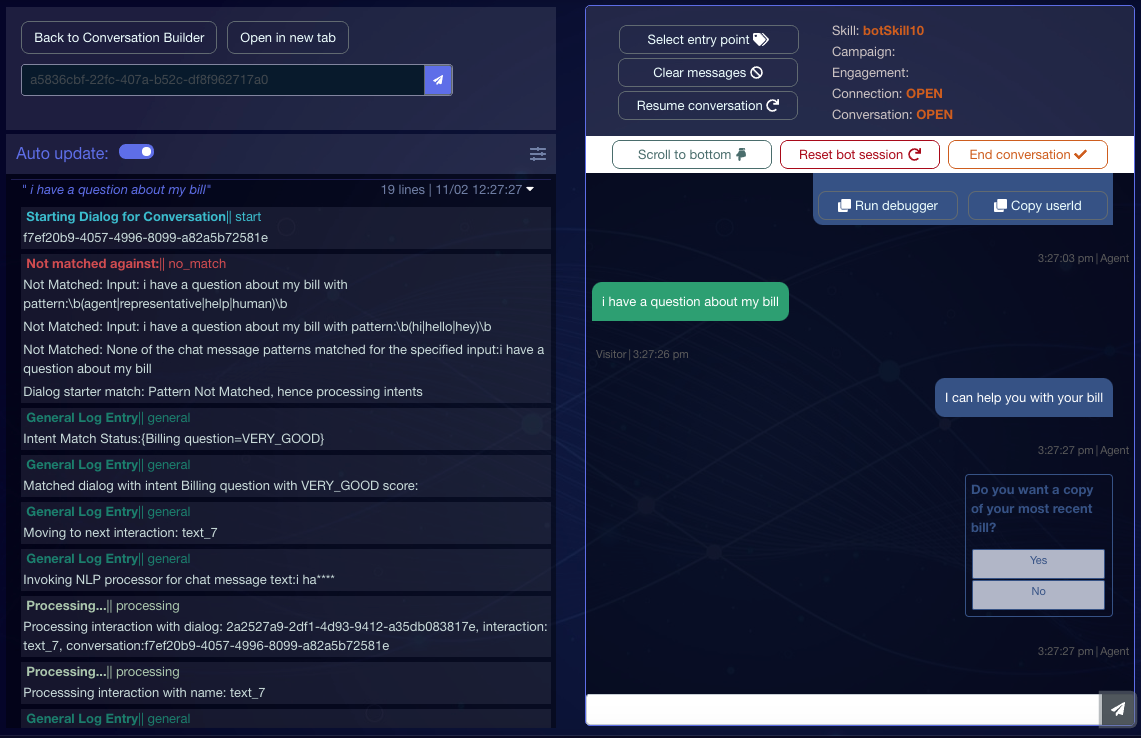 Back to Conversation Builder
Open in new tab
a5836cbf-22fc-407a-b52c-df8f962717a0
Auto update:
" i have a question about my bill"
19 lines | 11/02 12:27:27
Starting Dialog for Conversation|| start
f7ef20b9-4057-4996-8099-a82a5b72581e
Not matched against:|| no_match
Not Matched: Input: i have a question about my bill with
pattern:\b(agent|representative|help|human)\b
Not Matched: Input: i have a question about my bill with pattern:\b(hi|hello|hey)\b
Not Matched: None of the chat message patterns matched for the specified input:i have a
question about my bill
Dialog starter match: Pattern Not Matched, hence processing intents
General Log Entry|| general
Intent Match Status:{Billing question=VERY_GOOD}
General Log Entry|| general
Matched dialog with intent Billing question with VERY_GOOD score:
General Log Entry|| general
Moving to next interaction: text_7
General Log Entry|| general
Invoking NLP processor for chat message text:i ha****
Processing...|| processing
Processing interaction with dialog: 2a2527a9-2df1-4d93-9412-a35db083817e, interaction:
text_7, conversation:f7ef20b9-4057-4996-8099-a82a5b72581e
Processing...|| processing
Processsing interaction with name: text_7
General Log Entry|| general
Select entry point
Clear messages
Resume conversation
Skill: botSkill10
Campaign:
Engagement:
Connection: OPEN
Conversation: OPEN
Scroll to bottom
Reset bot session
End conversation
Run debugger
Copy userId
3:27:03 pm | Agent
i have a question about my bill
Visitor | 3:27:26 pm
I can help you with your bill
3:27:27 pm | Agent
Do you want a copy
of your most recent
bill?
Yes
No
3:27:27 pm | Agent